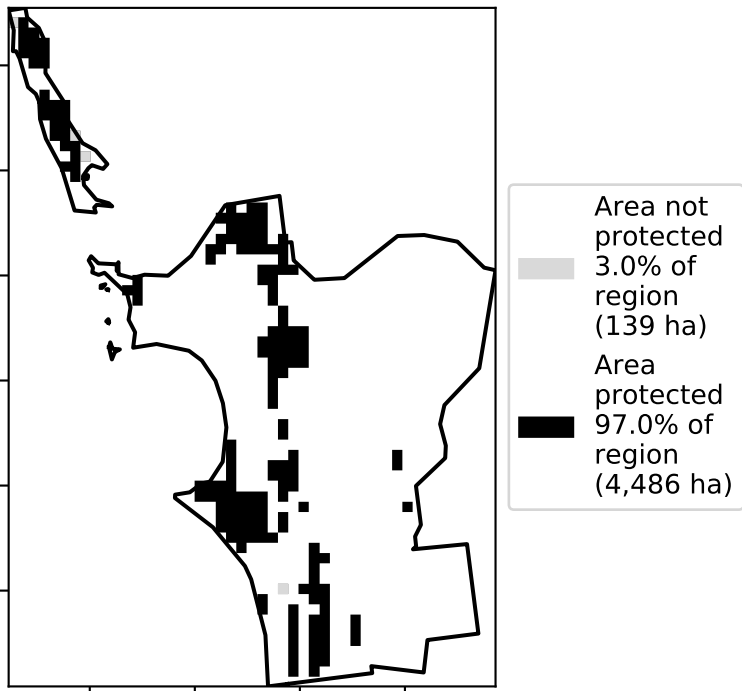 Area not
protected
3.0% of
region
(139 ha)
Area
protected
97.0% of
region
(4,486 ha)